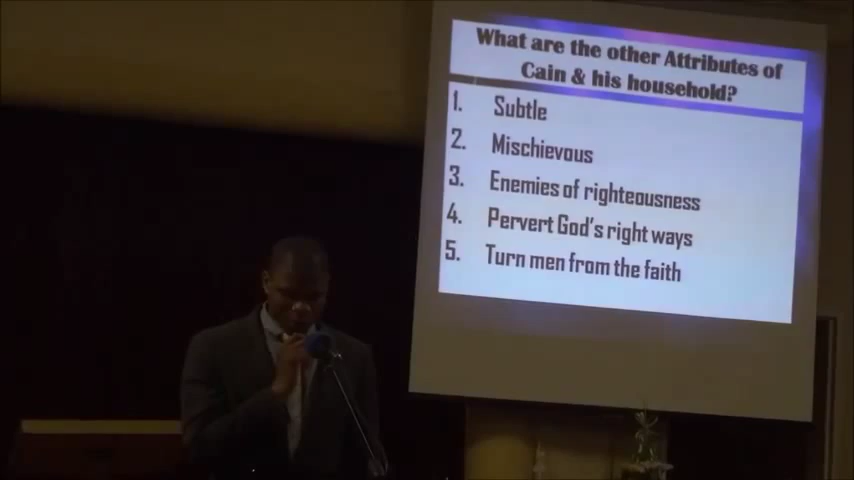 What are the other Attributes of
Cain & his household?
1. Subtle
2. Mischievous
3. Enemies of righteousness
4. Pervert God's right ways
5. Turn men from the faith